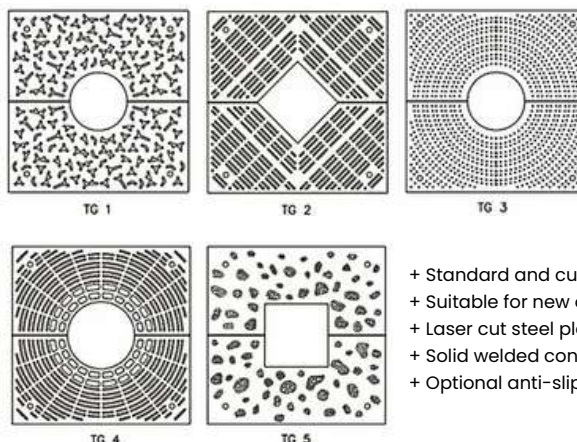 TG 1
TG 2
TG 3
TG 4
TG 5
+ Standard and cu
+ Suitable for new
+ Laser cut steel pl
+ Solid welded con
+ Optional anti-slip